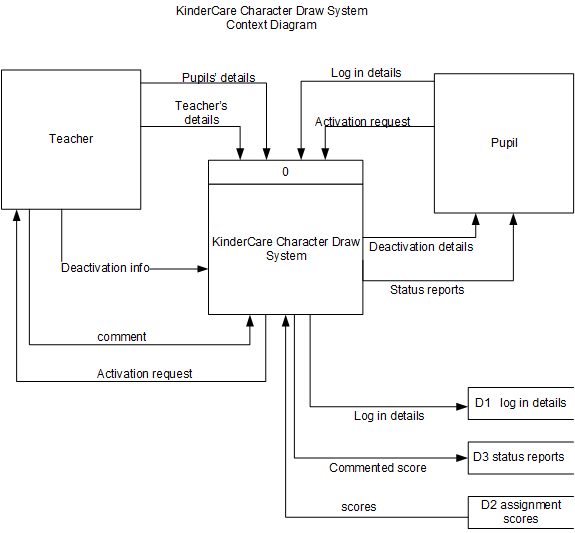 KinderCare Character Draw System
Context Diagram
Pupils' details
Log in details
Teacher's
details
Activation request
Teacher
Pupil
0
KinderCare Character Draw
System
Deactivation details
Deactivation info
Status reports
comment
Activation request
D1 log in details
Log in details
D3 status reports
Commented score
scores
D2 assignment
scores